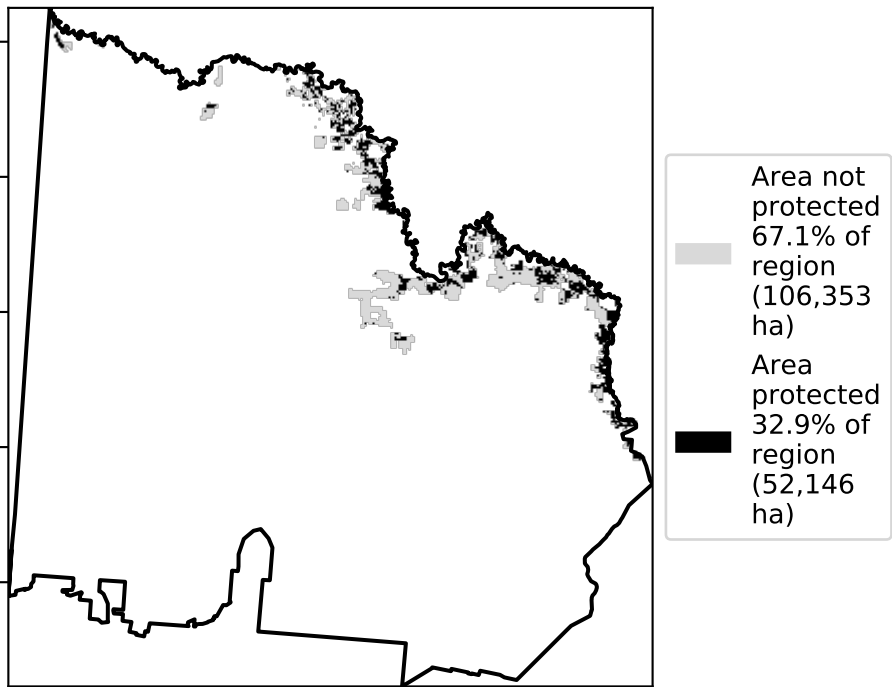 Area not
protected
67.1% of
region
(106,353
ha)
Area
protected
32.9% of
region
(52,146
ha)